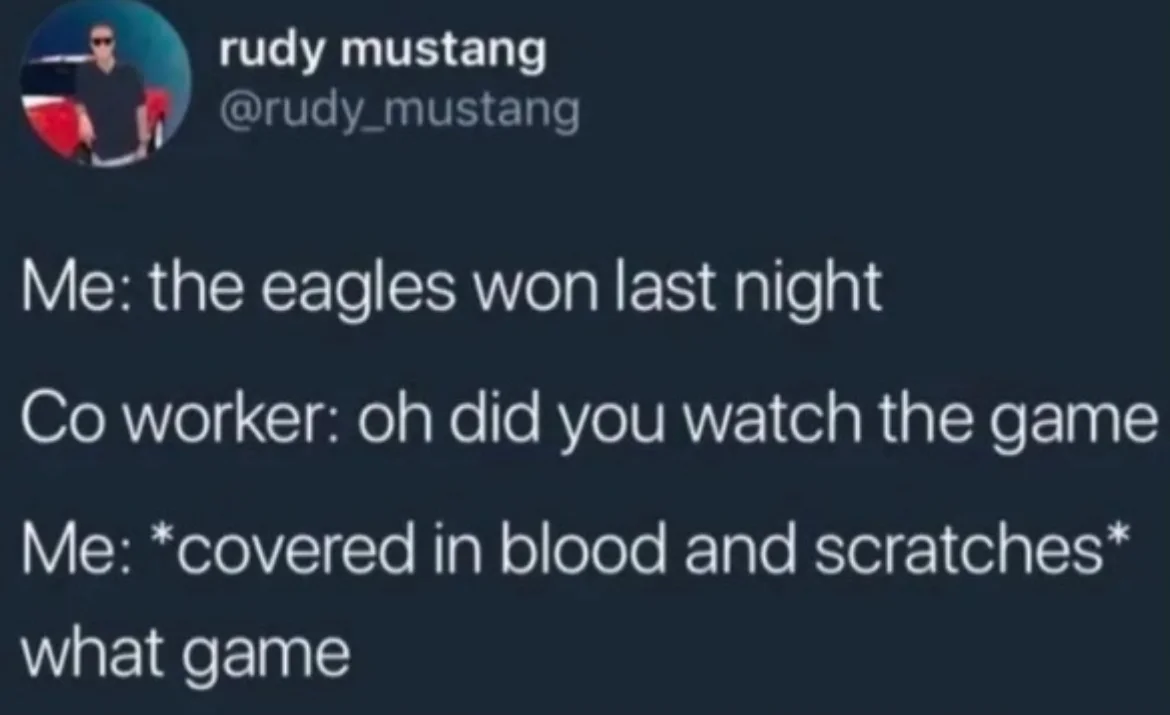 rudy mustang
@rudy_mustang
Me: the eagles won last night
Co worker: oh did you watch the game
Me: *covered in blood and scratches*
what game